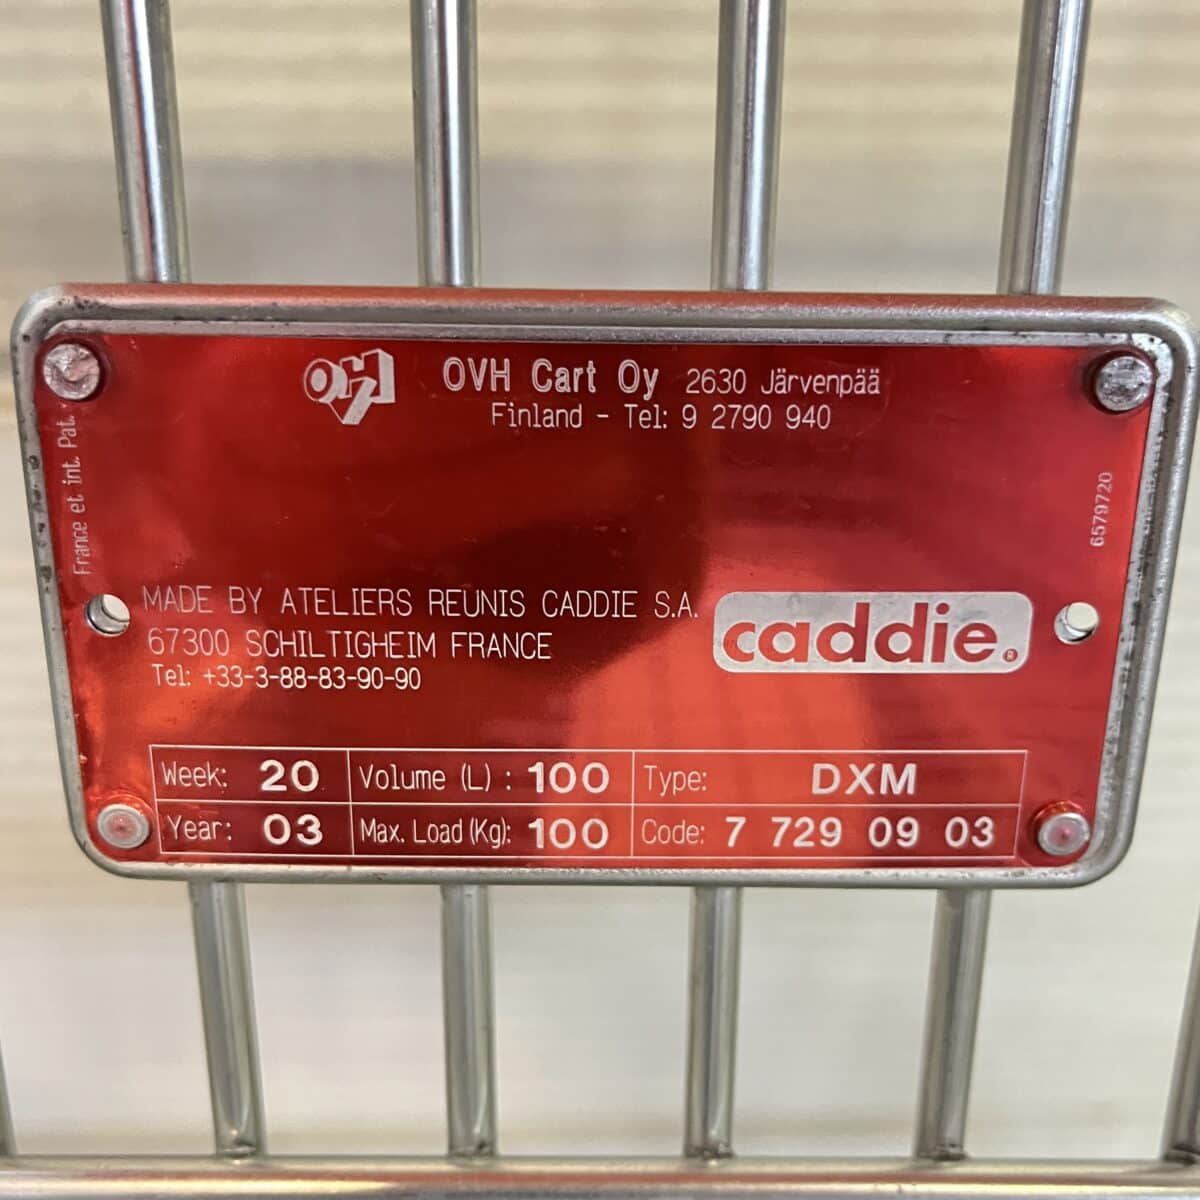 OVH
OVH Cart Oy 2630 Järvenpää
Finland - Tel: 9 2790 940
France et int. Pat.
6579720
MADE BY ATELIERS REUNIS CADDIE S.A.
67300 SCHILTIGHEIM FRANCE
Tel: +33-3-88-83-90-90
caddie.®
Week: 20 Volume (L) : 100 Type: DXM
Year: 03 Max. Load (Kg): 100 Code: 7 729 09 03